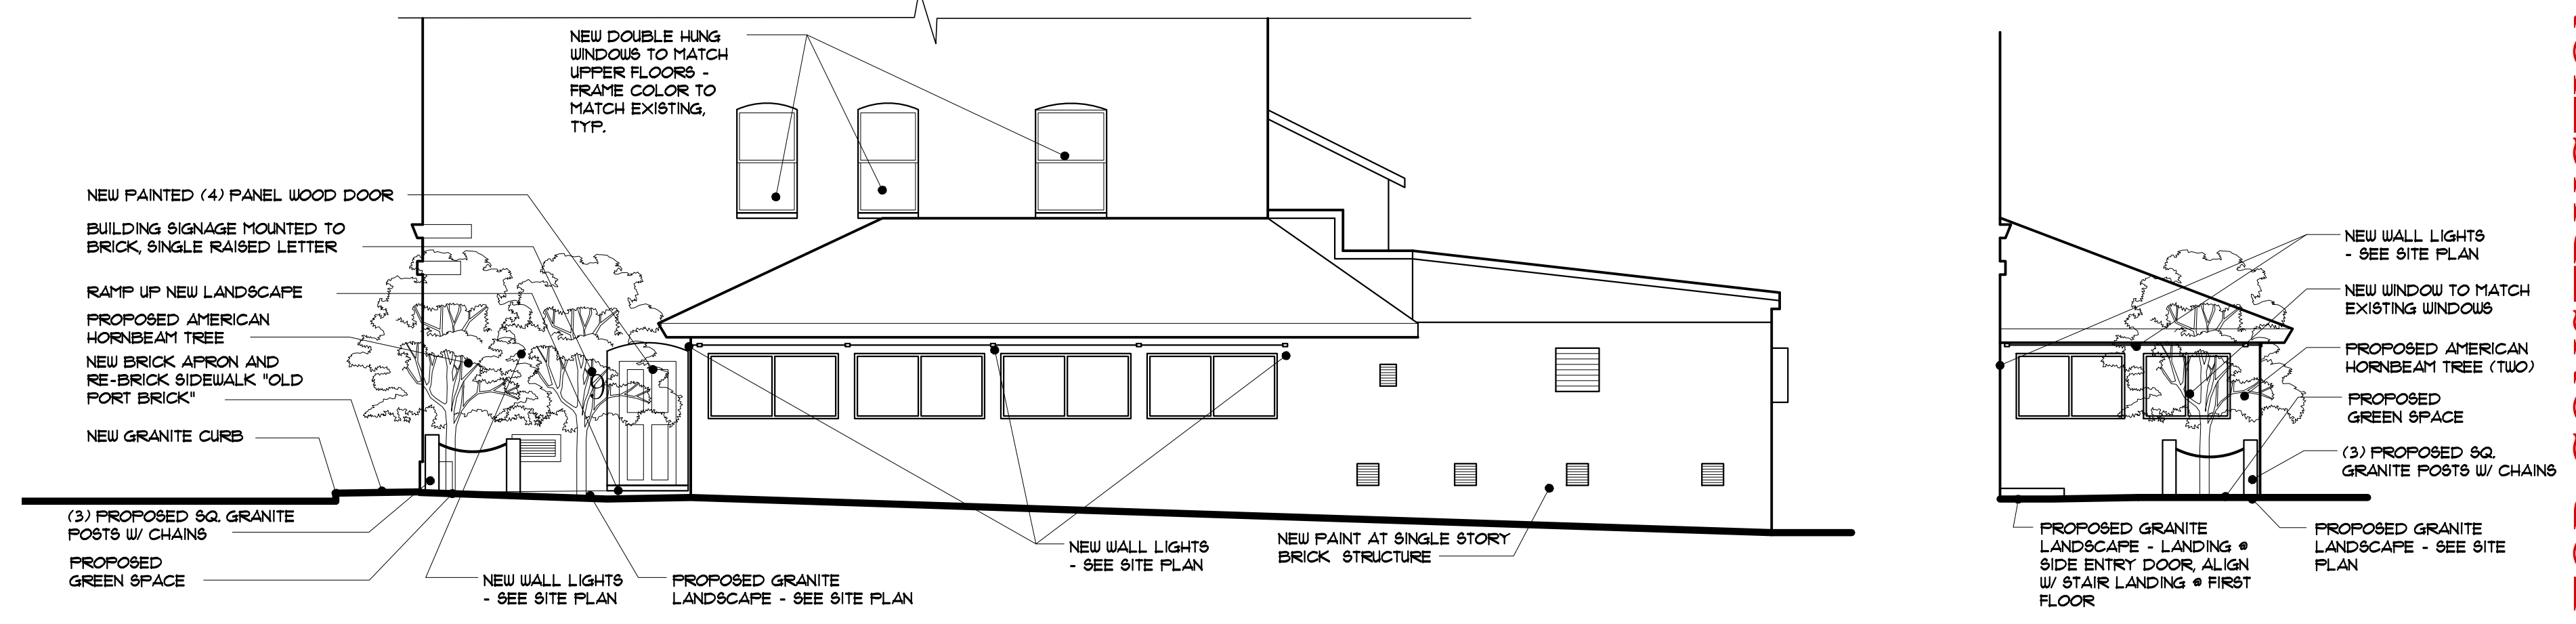 NEW DOUBLE HUNG
WINDOWS TO MATCH
UPPER FLOORS -
FRAME COLOR TO
MATCH EXISTING,
TYP.
NEW PAINTED (4) PANEL WOOD DOOR
BUILDING SIGNAGE MOUNTED TO
BRICK, SINGLE RAISED LETTER
RAMP UP NEW LANDSCAPE
PROPOSED AMERICAN
HORNBEAM TREE
NEW BRICK APRON AND
RE-BRICK SIDEWALK "OLD
PORT BRICK"
NEW GRANITE CURB
(3) PROPOSED SQ. GRANITE
POSTS W/ CHAINS
PROPOSED
GREEN SPACE
9
NEW WALL LIGHTS
- SEE SITE PLAN
PROPOSED GRANITE
LANDSCAPE - SEE SITE PLAN
NEW WALL LIGHTS
- SEE SITE PLAN
NEW PAINT AT SINGLE STORY
BRICK STRUCTURE
NEW WALL LIGHTS
- SEE SITE PLAN
NEW WINDOW TO MATCH
EXISTING WINDOWS
PROPOSED AMERICAN
HORNBEAM TREE (TWO)
PROPOSED
GREEN SPACE
(3) PROPOSED SQ.
GRANITE POSTS W/ CHAINS
PROPOSED GRANITE
LANDSCAPE - LANDING @
SIDE ENTRY DOOR, ALIGN
W/ STAIR LANDING @ FIRST
FLOOR
PROPOSED GRANITE
LANDSCAPE - SEE SITE
PLAN